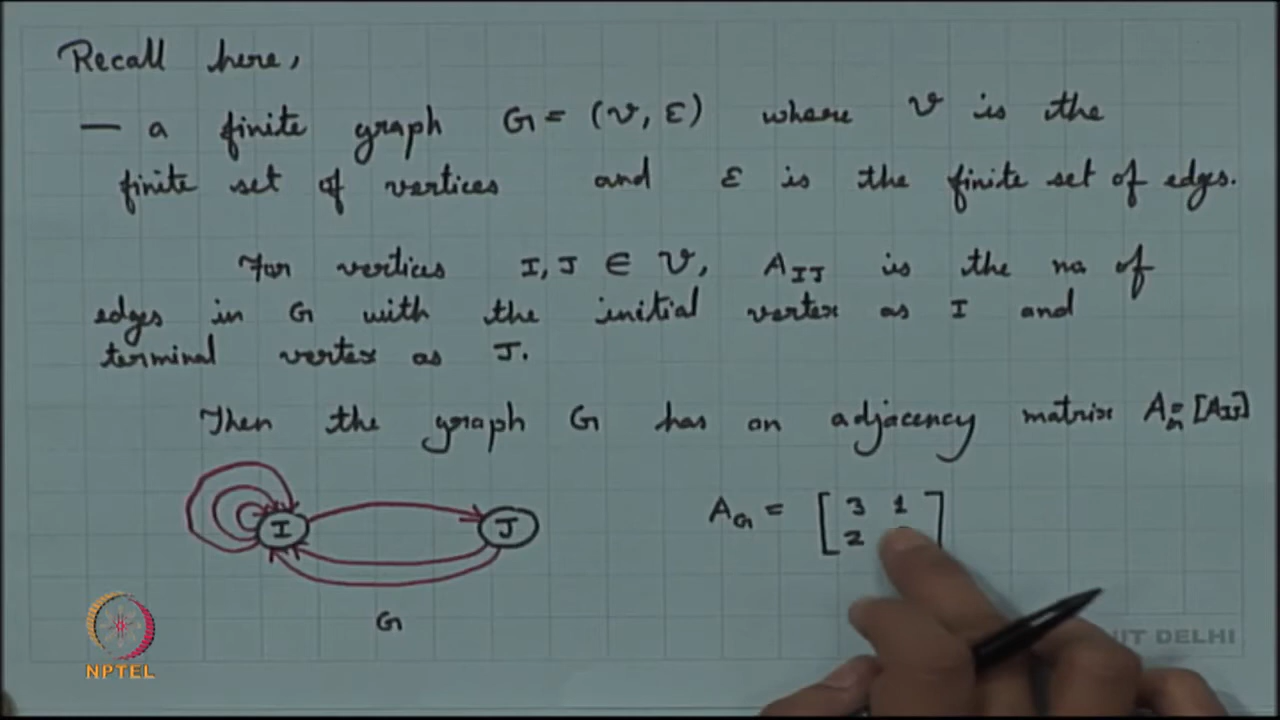 Recall here,
— a finite graph G = (V, E) where V is the
finite set of vertices and E is the finite set of edges.
For vertices I, J ∈ V, A_IJ is the no of
edges in G with the initial vertex as I and
terminal vertex as J.
Then the graph G has an adjacency matrix A_G = [A_IJ]
I J
A_G = [ 3 1
2 ]
G
NPTEL
IIT DELHI